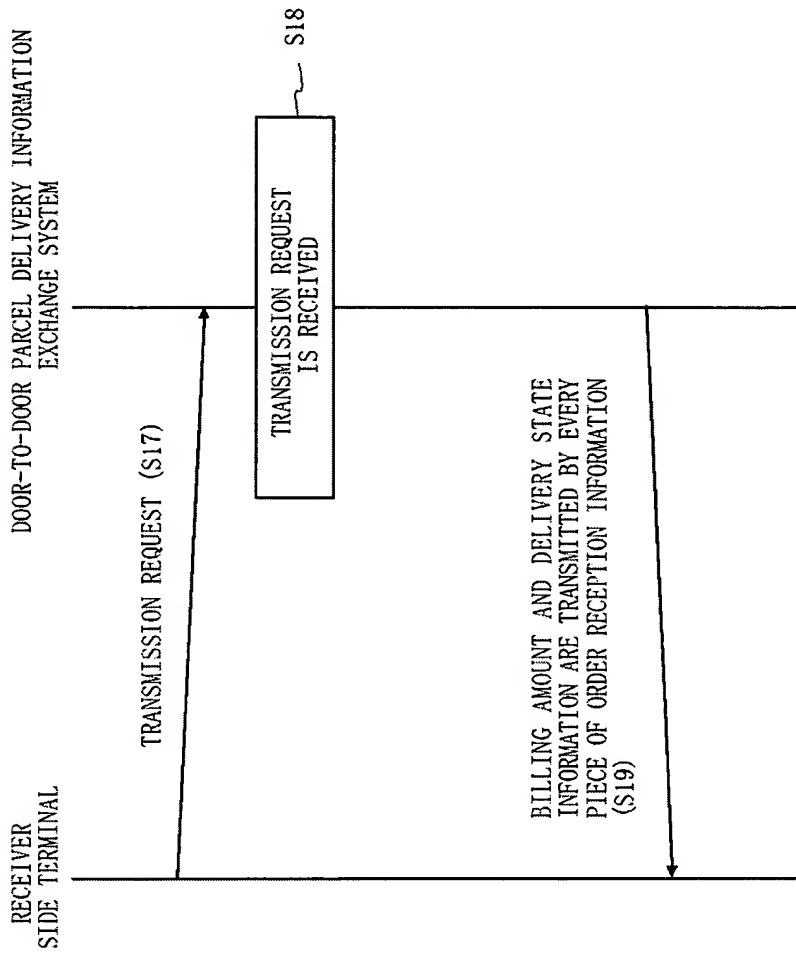 RECEIVER
SIDE TERMINAL
DOOR-TO-DOOR PARCEL DELIVERY INFORMATION
EXCHANGE SYSTEM
TRANSMISSION REQUEST (S17)
TRANSMISSION REQUEST
IS RECEIVED
S18
BILLING AMOUNT AND DELIVERY STATE
INFORMATION ARE TRANSMITTED BY EVERY
PIECE OF ORDER RECEPTION INFORMATION
(S19)